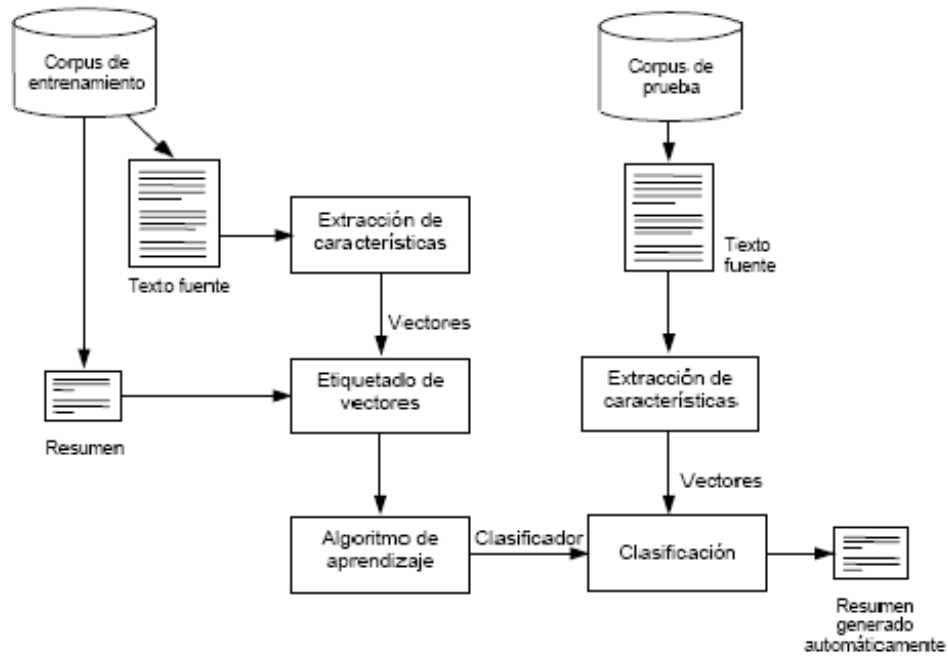 Corpus de
entrenamiento
Corpus de
prueba
Extracción de
características
Texto fuente
Texto
fuente
Vectores
Etiquetado de
vectores
Extracción de
características
Resumen
Vectores
Algoritmo de
aprendizaje
Clasificador
Clasificación
Resumen
generado
automáticamente